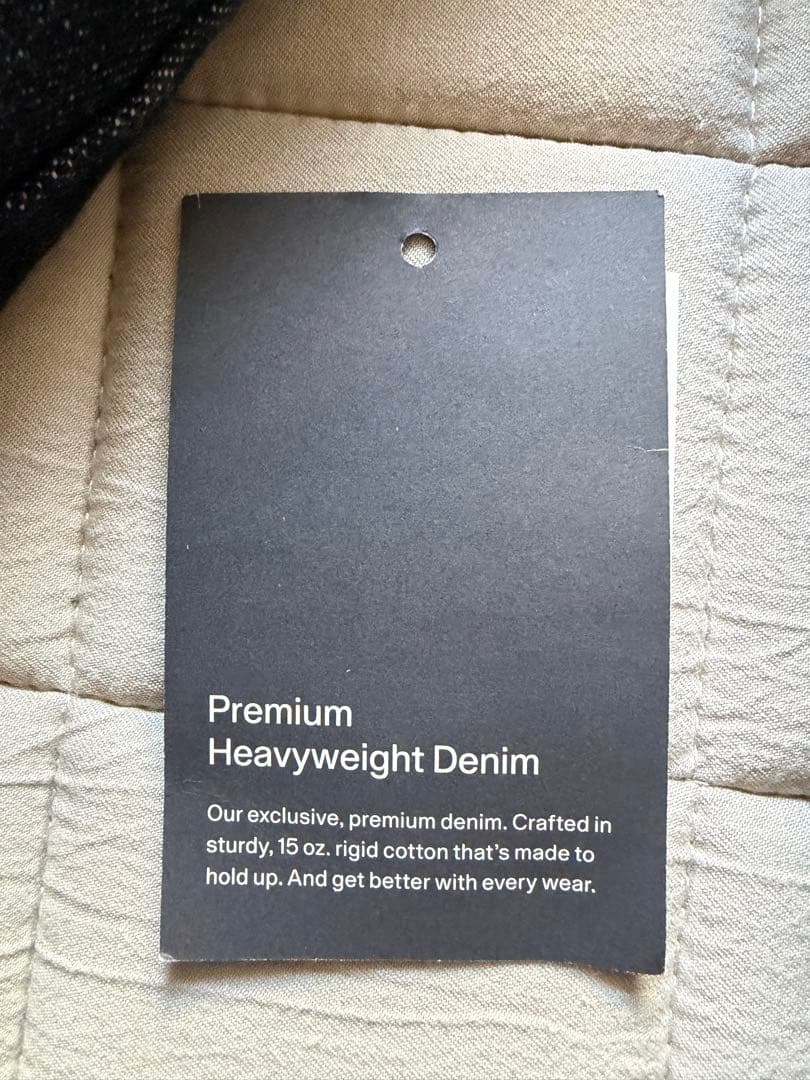 Premium
Heavyweight Denim
Our exclusive, premium denim. Crafted in
sturdy, 15 oz. rigid cotton that's made to
hold up. And get better with every wear.